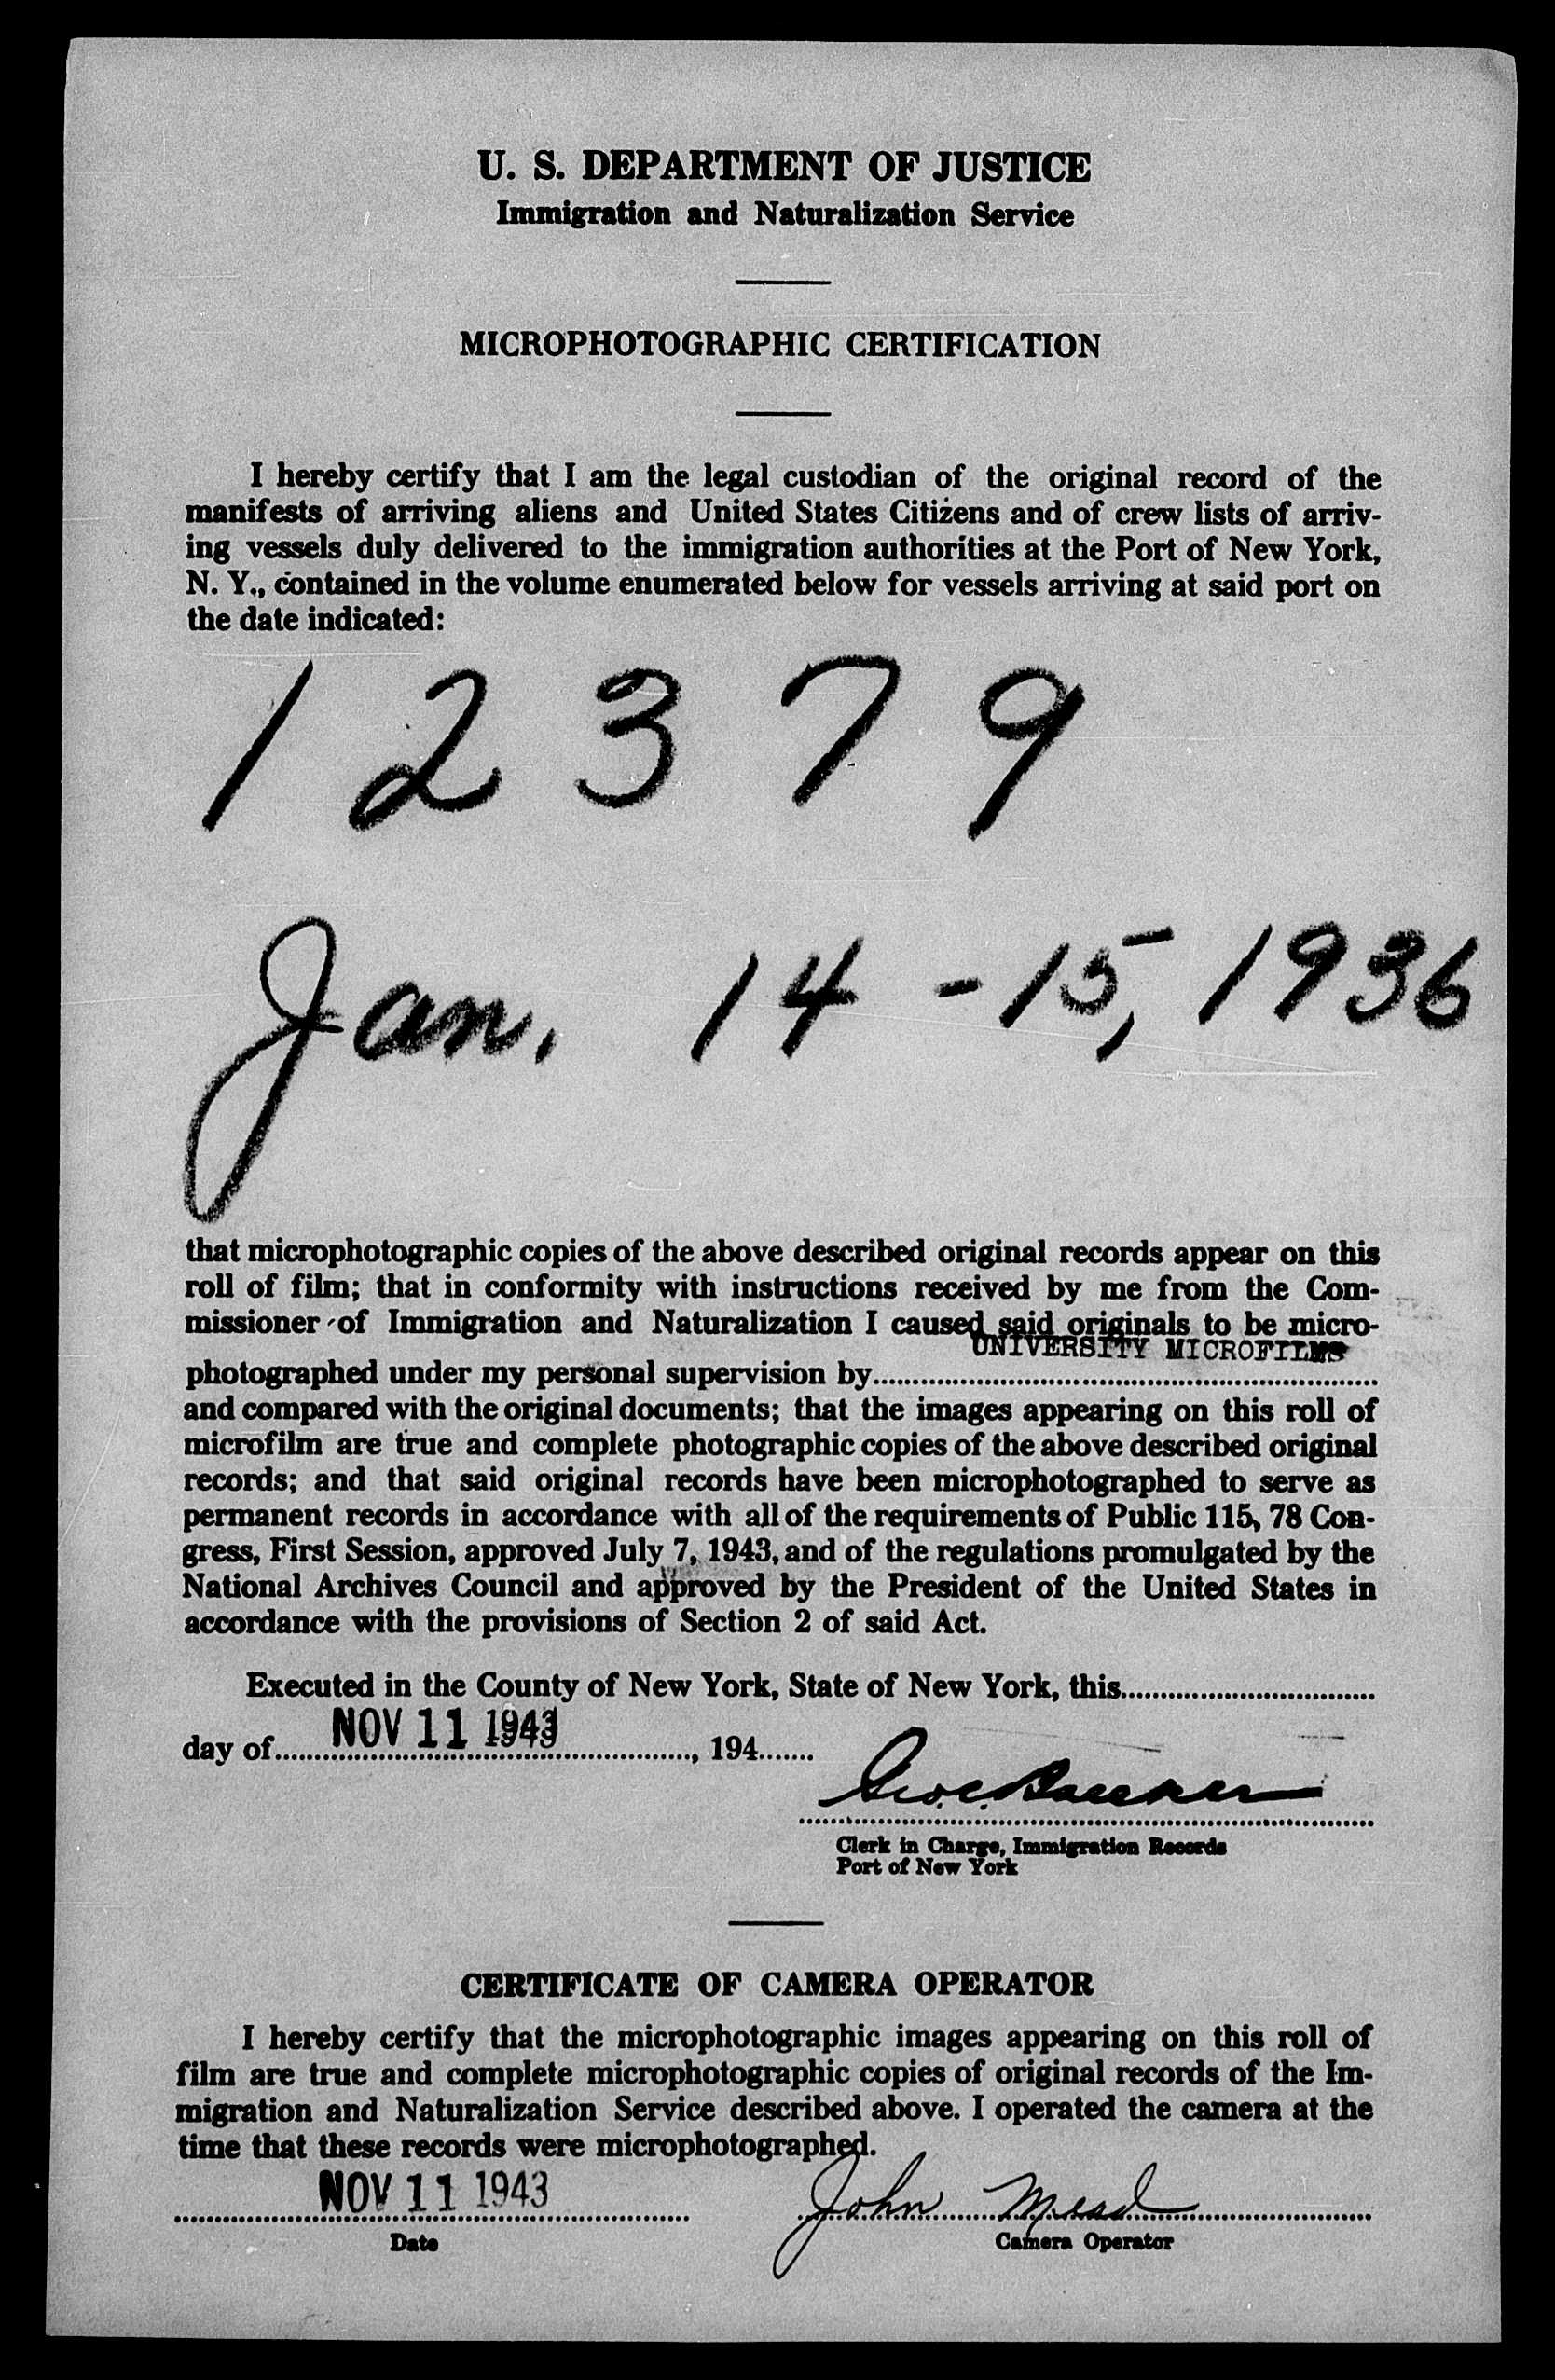 U. S. DEPARTMENT OF JUSTICE
Immigration and Naturalization Service
MICROPHOTOGRAPHIC CERTIFICATION
I hereby certify that I am the legal custodian of the original record of the
manifests of arriving aliens and United States Citizens and of crew lists of arriv-
ing vessels duly delivered to the immigration authorities at the Port of New York,
N. Y., contained in the volume enumerated below for vessels arriving at said port on
the date indicated:
12379
Jan. 14-15, 1936
that microphotographic copies of the above described original records appear on this
roll of film; that in conformity with instructions received by me from the Com-
missioner of Immigration and Naturalization I caused said originals to be micro-
UNIVERSITY MICROFILMS
photographed under my personal supervision by
and compared with the original documents; that the images appearing on this roll of
microfilm are true and complete photographic copies of the above described original
records; and that said original records have been microphotographed to serve as
permanent records in accordance with all of the requirements of Public 115, 78 Con-
gress, First Session, approved July 7, 1943, and of the regulations promulgated by the
National Archives Council and approved by the President of the United States in
accordance with the provisions of Section 2 of said Act.
Executed in the County of New York, State of New York, this
day of NOV 11 1943, 194
Clerk in Charge, Immigration Records
Port of New York
CERTIFICATE OF CAMERA OPERATOR
I hereby certify that the microphotographic images appearing on this roll of
film are true and complete microphotographic copies of original records of the Im-
migration and Naturalization Service described above. I operated the camera at the
time that these records were microphotographed.
NOV 11 1943 John Mead
Date Camera Operator